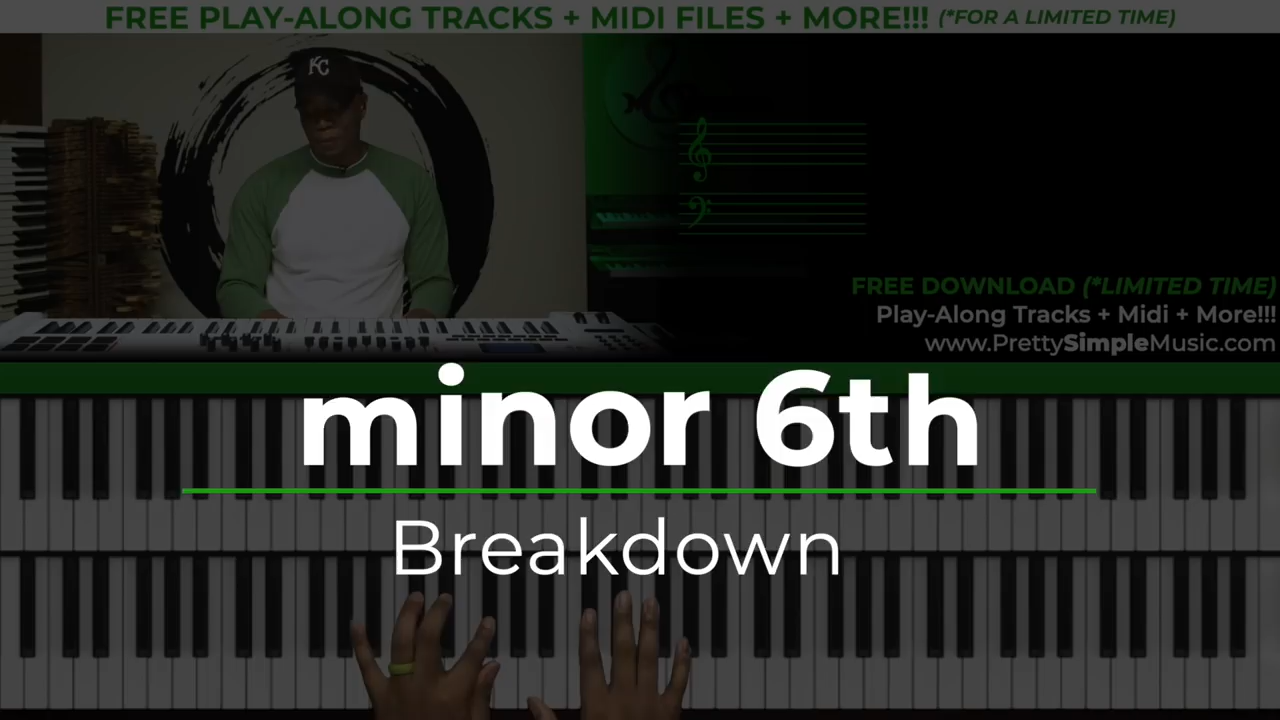 FREE PLAY-ALONG TRACKS + MIDI FILES + MORE!!! (*FOR A LIMITED TIME)
KC
FREE DOWNLOAD (*LIMITED TIME)
Play-Along Tracks + Midi + More!!!
www.PrettySimpleMusic.com
minor 6th
Breakdown